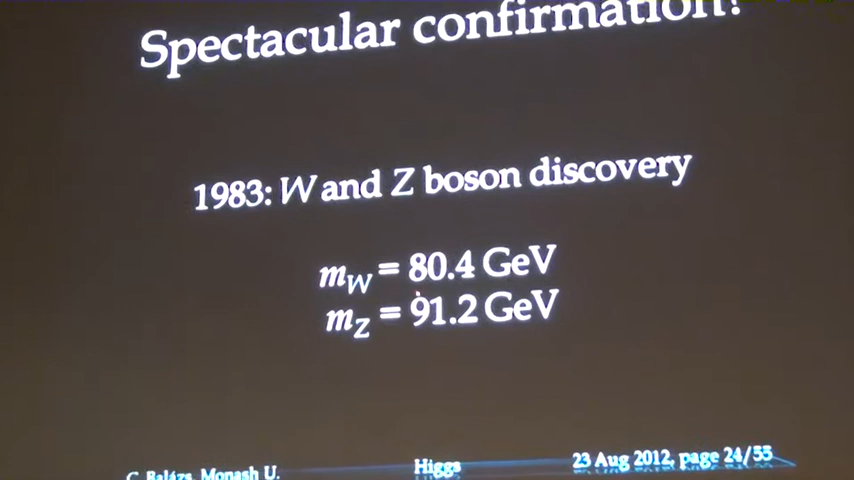 Spectacular confirmation!
1983: W and Z boson discovery
mW = 80.4 GeV
mZ = 91.2 GeV
C. Balázs, Monash U. Higgs 23 Aug 2012, page 24/55